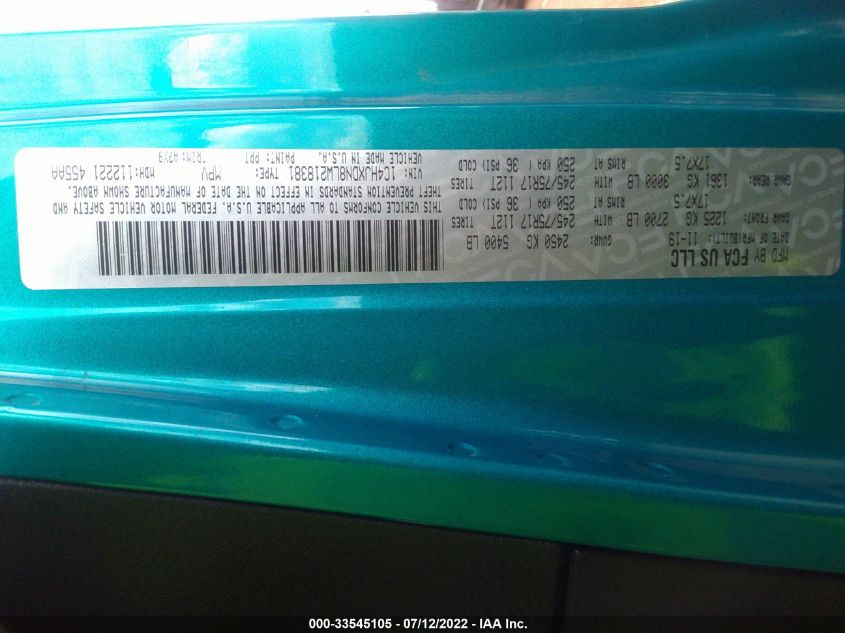 MFD BY FCA US LLC
DATE OF MFR(BUILT): 11-19 GVWR: 2450 KG 5400 LB
GAWR FRONT: 1225 KG 2700 LB WITH 245/75R17 112T TIRES
17X7.5 RIMS AT 250 KPA( 36 PSI) COLD
GAWR REAR: 1361 KG 3000 LB WITH 245/75R17 112T TIRES
17X7.5 RIMS AT 250 KPA( 36 PSI) COLD
THIS VEHICLE CONFORMS TO ALL APPLICABLE U.S.A. FEDERAL MOTOR VEHICLE SAFETY AND
THEFT PREVENTION STANDARDS IN EFFECT ON THE DATE OF MANUFACTURE SHOWN ABOVE.
VIN: 1C4HJXDN8LW218381 TYPE: MPV MDH: 112221 455AA
VEHICLE MADE IN U.S.A. PAINT: PPT TRIM: A2X9
000-33545105 - 07/12/2022 - IAA Inc.